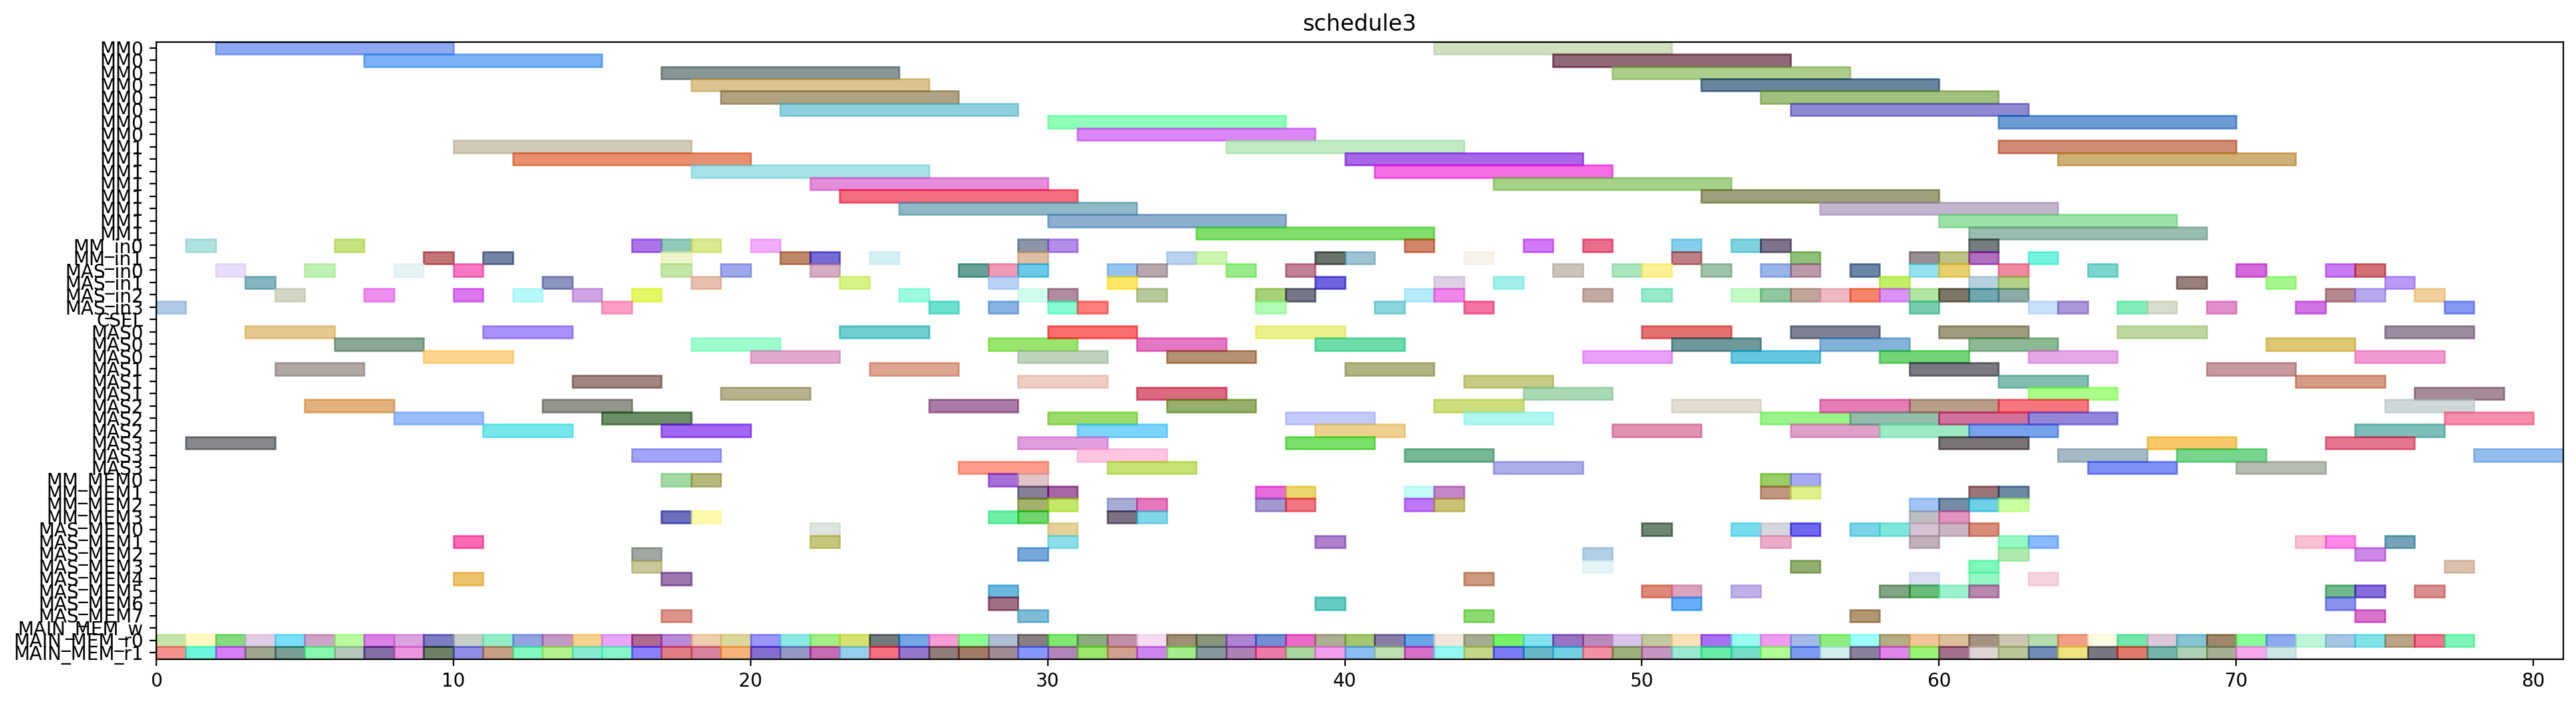 schedule3
MM0
MM0
MM0
MM0
MM0
MM0
MM0
MM0
MM1
MM1
MM1
MM1
MM1
MM1
MM1
MM1
MM_in0
MM_in1
MAS_in0
MAS_in1
MAS_in2
MAS_in3
CSEL
MAS0
MAS0
MAS0
MAS1
MAS1
MAS1
MAS2
MAS2
MAS2
MAS3
MAS3
MAS3
MM_MEM0
MM_MEM1
MM_MEM2
MM_MEM3
MAS_MEM0
MAS_MEM1
MAS_MEM2
MAS_MEM3
MAS_MEM4
MAS_MEM5
MAS_MEM6
MAS_MEM7
MAIN_MEM_w
MAIN_MEM_r0
MAIN_MEM_r1
0 10 20 30 40 50 60 70 80